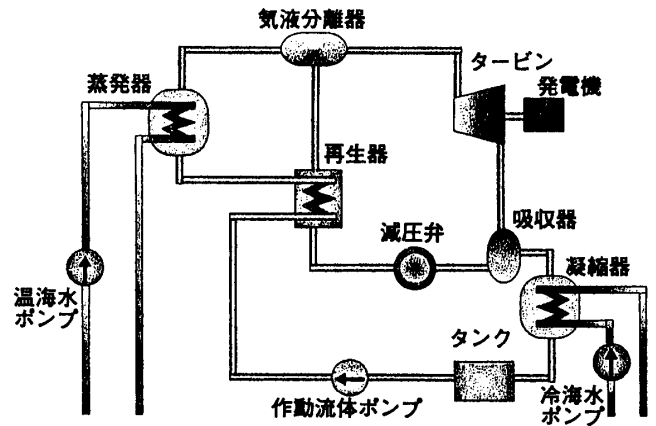 気液分離器
タービン
蒸発器
発電機
再生器
吸収器
減圧弁
凝縮器
温海水
ポンプ
タンク
冷海水
ポンプ
作動流体ポンプ